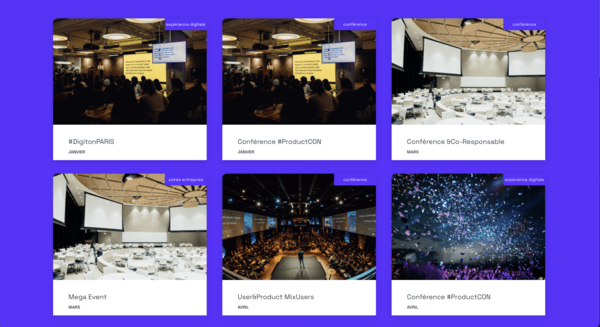 expérience digitale
#DigitonPARIS
JANVIER
conférence
Conférence #ProductCON
JANVIER
conférence
Conférence &Co-Responsable
MARS
soirée entreprise
Mega Event
MARS
conférence
User&Product MixUsers
AVRIL
expérience digitale
Conférence #ProductCON
AVRIL